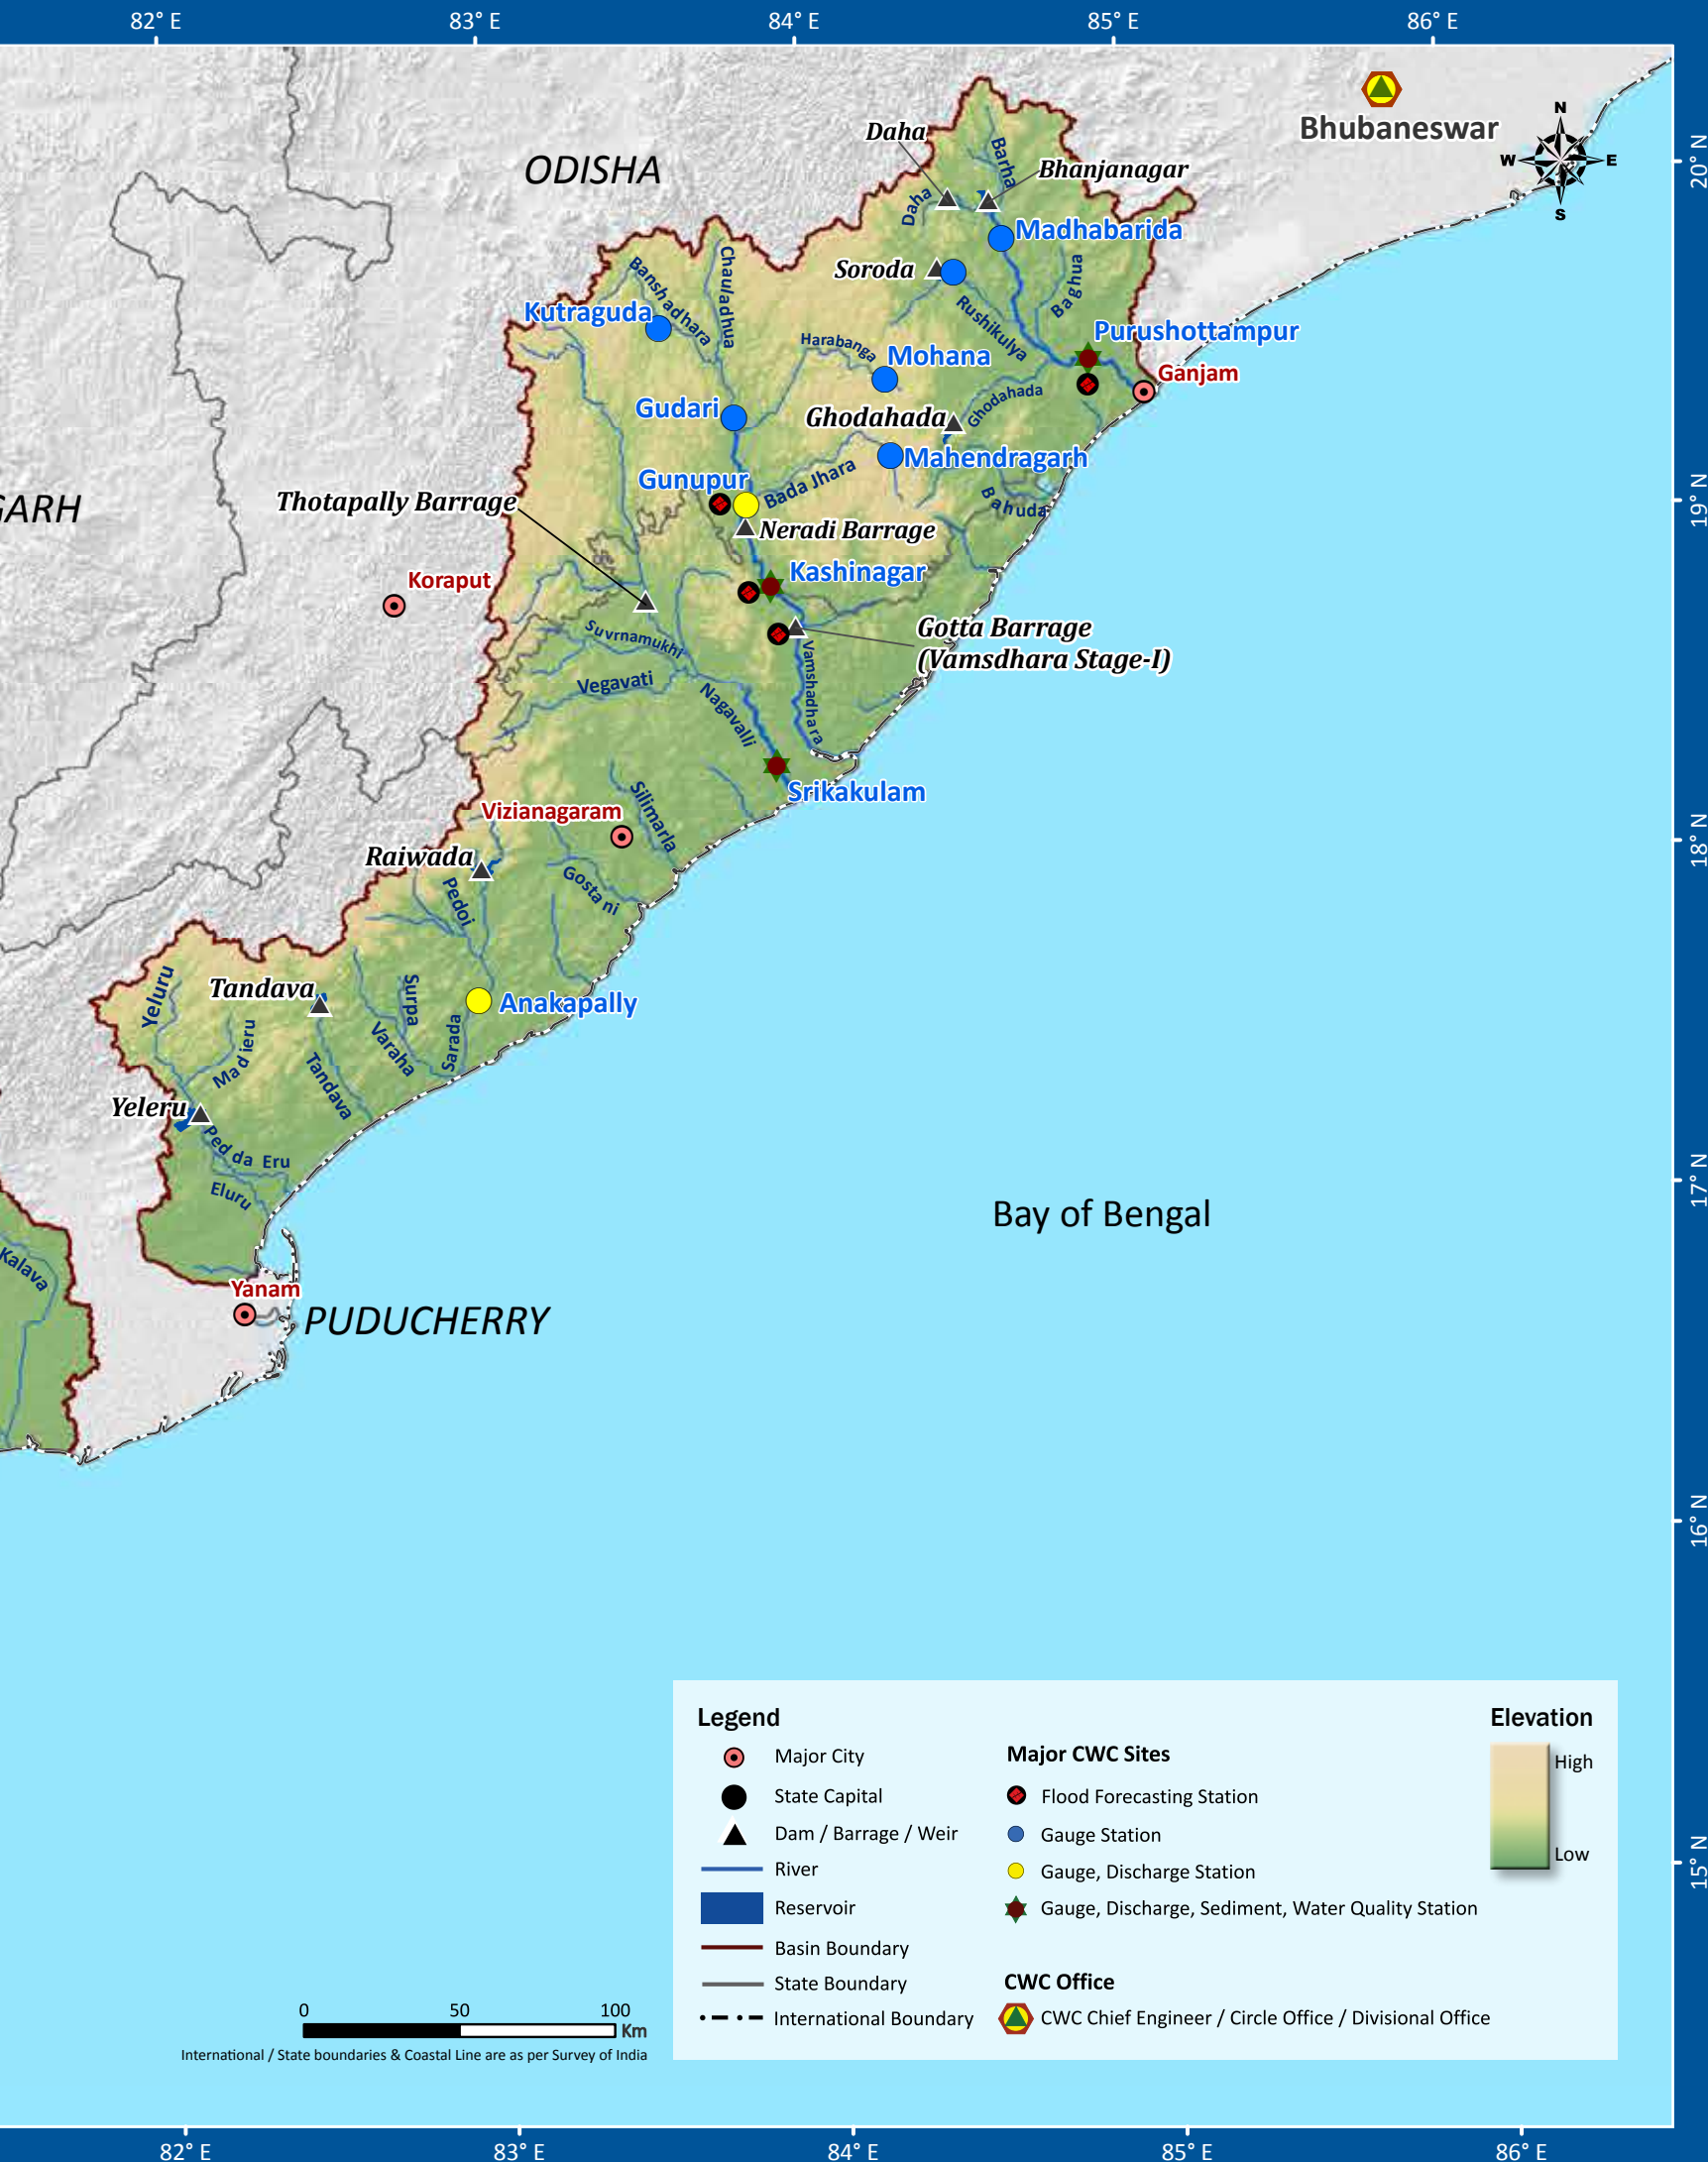 82° E
83° E
84° E
85° E
86° E
Bhubaneswar
N
W
E
S
20° N
ODISHA
Daha
Barha
Bhanjanagar
Daha
Madhabarida
Soroda
Baghua
Banshadhara
Chauladhua
Kutraguda
Rushikulya
Purushottampur
Harabanga
Mohana
Ganjam
Gudari
Ghodahada
Ghodahada
Mahendragarh
Gunupur
Bada Jhara
Bahuda
GARH
Thotapally Barrage
19° N
Neradi Barrage
Koraput
Kashinagar
Gotta Barrage
(Vamsdhara Stage-I)
Suvrnamukhi
Vamshadhara
Vegavati
Nagavalli
Srikakulam
Vizianagaram
Silimarla
18° N
Raiwada
Pedoi
Gostani
Yeluru
Tandava
Surpa
Anakapally
Madieru
Varaha
Sarada
Tandava
Yeleru
Pedda Eru
Eluru
17° N
Bay of Bengal
Kalava
Yanam
PUDUCHERRY
16° N
15° N
Legend
Major City
State Capital
Dam / Barrage / Weir
River
Reservoir
Basin Boundary
State Boundary
International Boundary
Major CWC Sites
Flood Forecasting Station
Gauge Station
Gauge, Discharge Station
Gauge, Discharge, Sediment, Water Quality Station
CWC Office
CWC Chief Engineer / Circle Office / Divisional Office
Elevation
High
Low
0 50 100
Km
International / State boundaries & Coastal Line are as per Survey of India
82° E
83° E
84° E
85° E
86° E